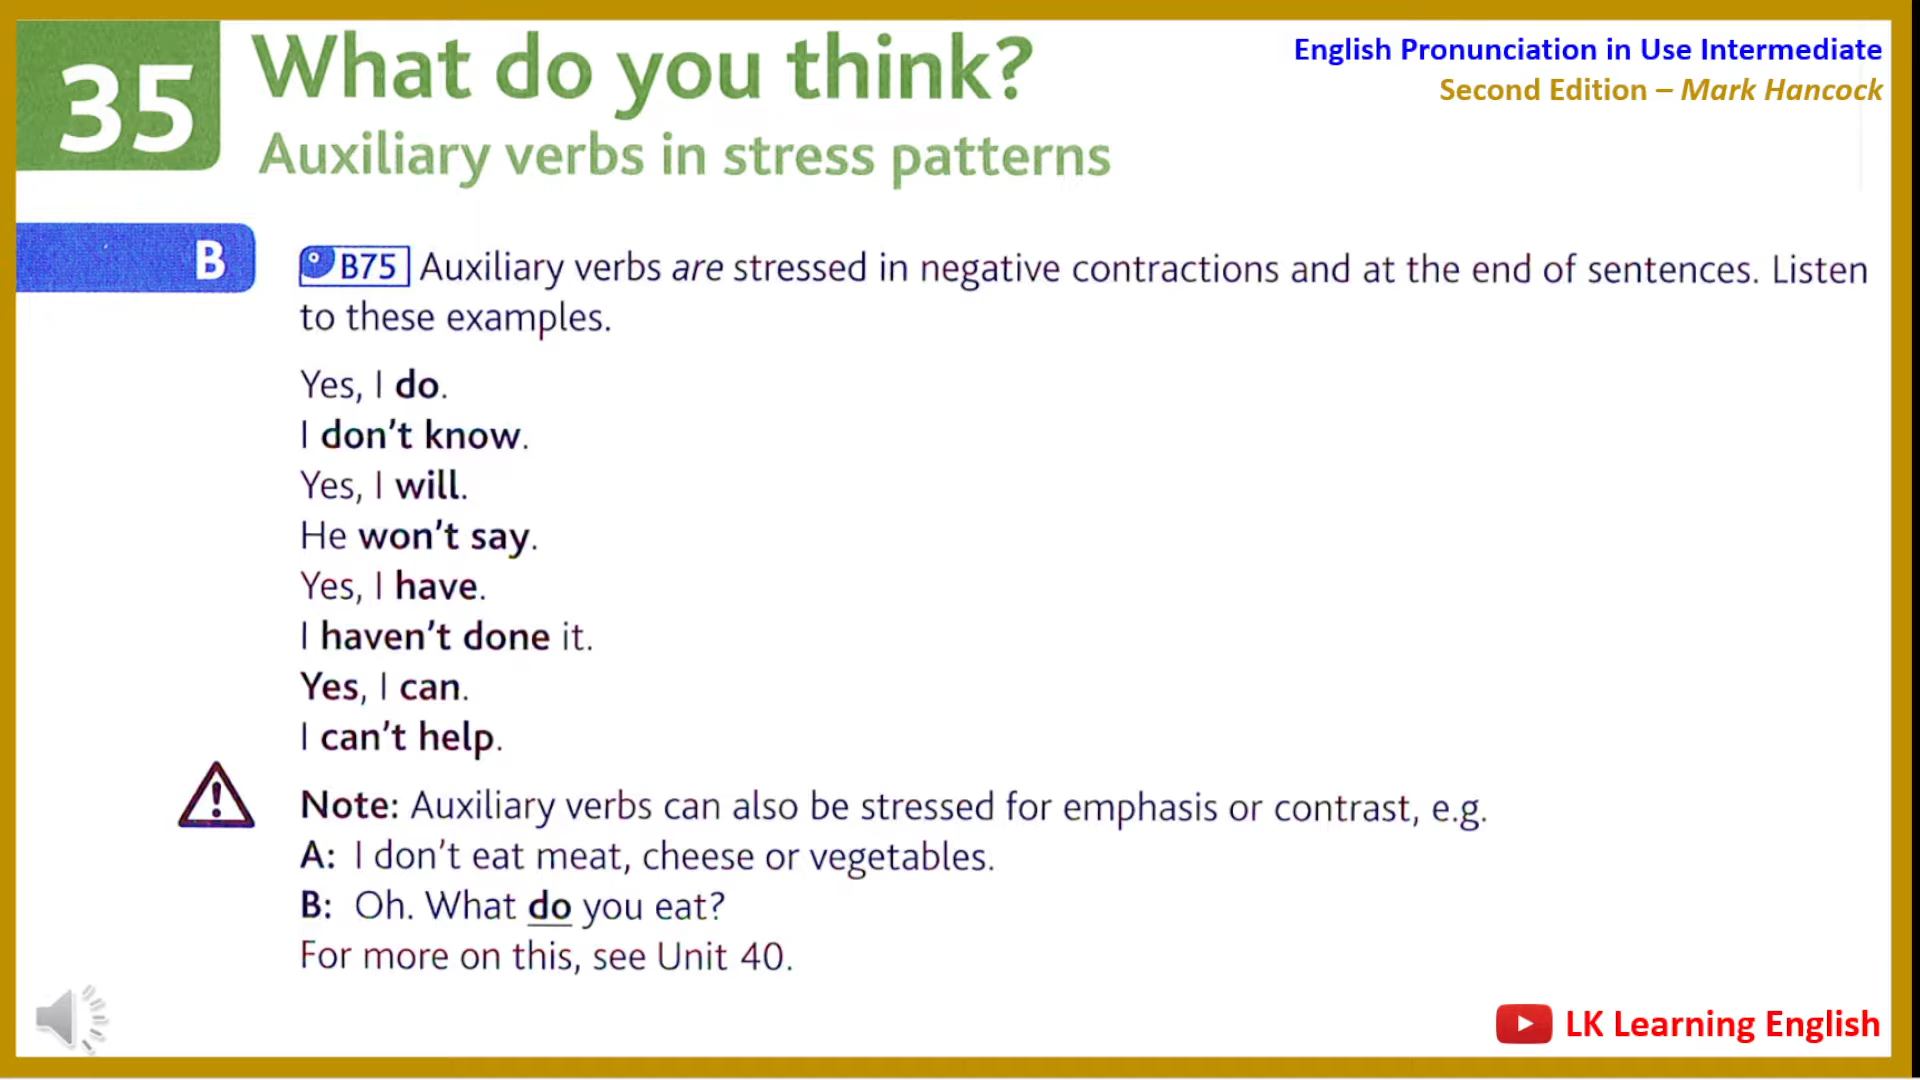 35
What do you think?
Auxiliary verbs in stress patterns
English Pronunciation in Use Intermediate
Second Edition – Mark Hancock
B
B75 Auxiliary verbs are stressed in negative contractions and at the end of sentences. Listen
to these examples.
Yes, I do.
I don't know.
Yes, I will.
He won't say.
Yes, I have.
I haven't done it.
Yes, I can.
I can't help.
Note: Auxiliary verbs can also be stressed for emphasis or contrast, e.g.
A: I don't eat meat, cheese or vegetables.
B: Oh. What do you eat?
For more on this, see Unit 40.
LK Learning English